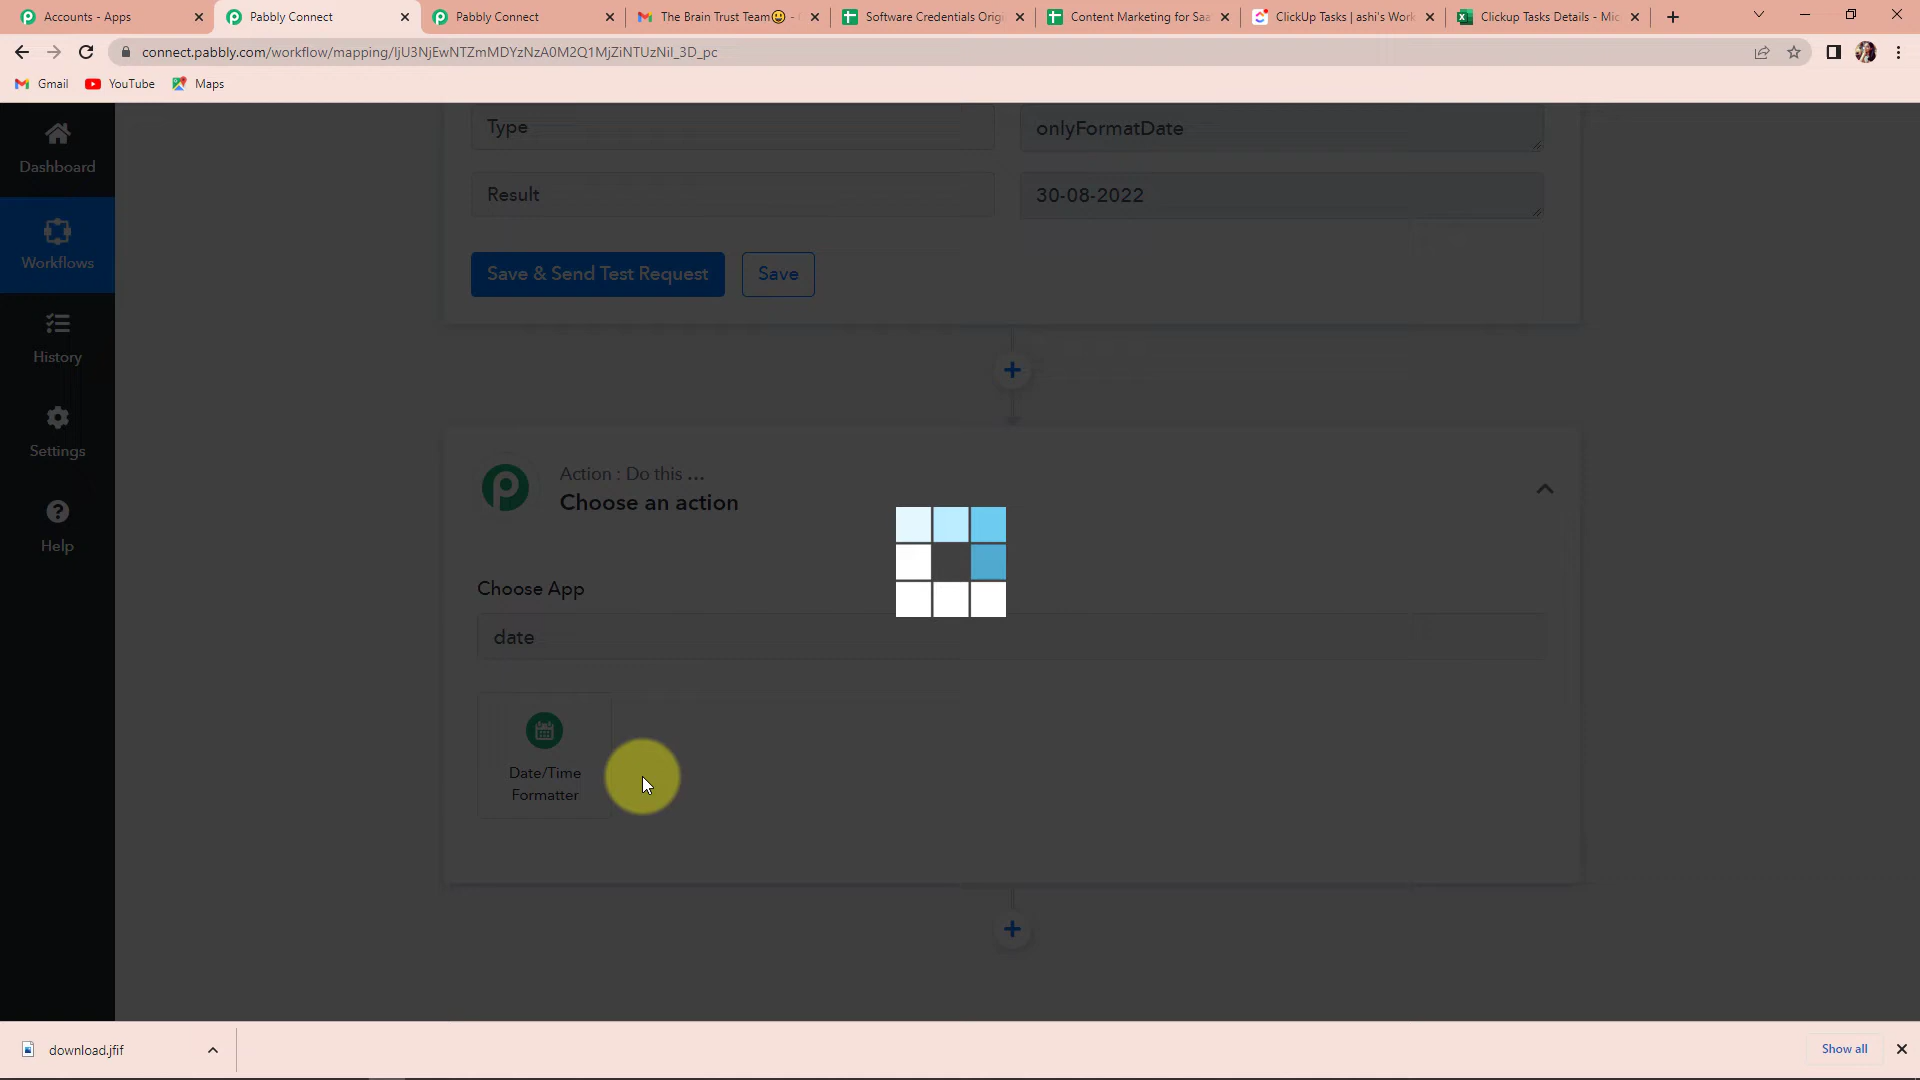 Accounts - Apps
Pabbly Connect
Pabbly Connect
The Brain Trust Team😃 -
Software Credentials Origi
Content Marketing for Saa
ClickUp Tasks | ashi's Work
Clickup Tasks Details - Mic
connect.pabbly.com/workflow/mapping/IjU3NjEwNTZmMDYzNzA0M2Q1MjZiNTUzNiI_3D_pc
Gmail
YouTube
Maps
Dashboard
Workflows
History
Settings
Help
Type
onlyFormatDate
Result
30-08-2022
Save & Send Test Request
Save
Action : Do this ...
Choose an action
Choose App
date
Date/Time
Formatter
download.jfif
Show all